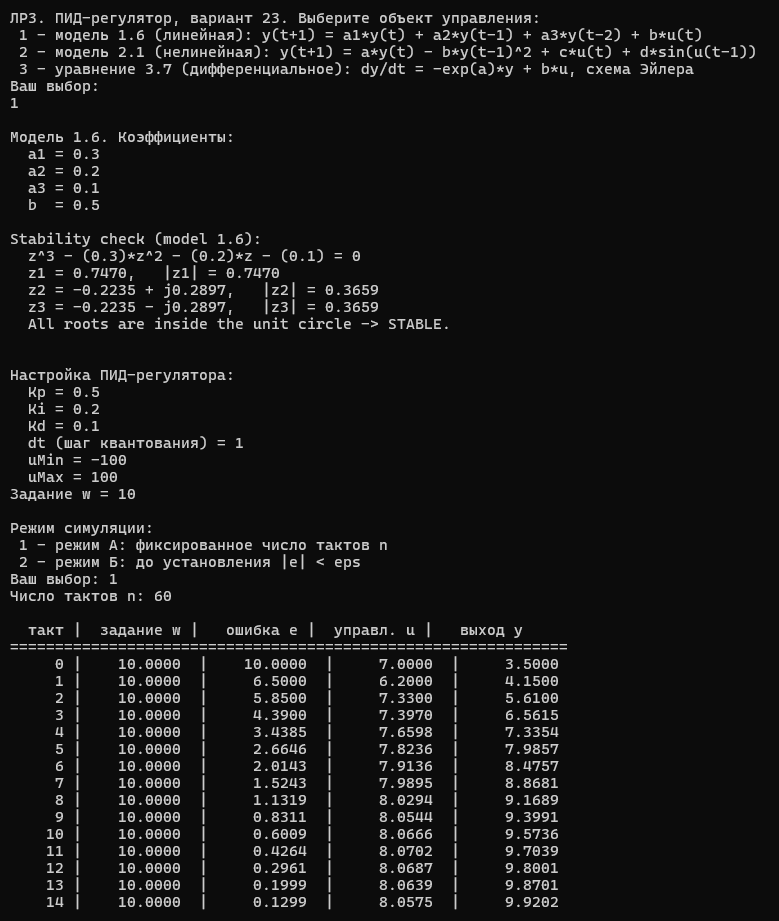 ЛР3. ПИД-регулятор, вариант 23. Выберите объект управления:
 1 - модель 1.6 (линейная): y(t+1) = a1*y(t) + a2*y(t-1) + a3*y(t-2) + b*u(t)
 2 - модель 2.1 (нелинейная): y(t+1) = a*y(t) - b*y(t-1)^2 + c*u(t) + d*sin(u(t-1))
 3 - уравнение 3.7 (дифференциальное): dy/dt = -exp(a)*y + b*u, схема Эйлера
Ваш выбор:
1

Модель 1.6. Коэффициенты:
  a1 = 0.3
  a2 = 0.2
  a3 = 0.1
  b  = 0.5

Stability check (model 1.6):
  z^3 - (0.3)*z^2 - (0.2)*z - (0.1) = 0
  z1 = 0.7470,   |z1| = 0.7470
  z2 = -0.2235 + j0.2897,   |z2| = 0.3659
  z3 = -0.2235 - j0.2897,   |z3| = 0.3659
  All roots are inside the unit circle -> STABLE.

Настройка ПИД-регулятора:
  Kp = 0.5
  Ki = 0.2
  Kd = 0.1
  dt (шаг квантования) = 1
  uMin = -100
  uMax = 100
Задание w = 10

Режим симуляции:
 1 - режим А: фиксированное число тактов n
 2 - режим Б: до установления |e| < eps
Ваш выбор: 1
Число тактов n: 60

  такт |  задание w |   ошибка e |  управл. u |   выход y
==============================================================
     0 |    10.0000  |    10.0000  |     7.0000  |     3.5000
     1 |    10.0000  |     6.5000  |     6.2000  |     4.1500
     2 |    10.0000  |     5.8500  |     7.3300  |     5.6100
     3 |    10.0000  |     4.3900  |     7.3970  |     6.5615
     4 |    10.0000  |     3.4385  |     7.6598  |     7.3354
     5 |    10.0000  |     2.6646  |     7.8236  |     7.9857
     6 |    10.0000  |     2.0143  |     7.9136  |     8.4757
     7 |    10.0000  |     1.5243  |     7.9895  |     8.8681
     8 |    10.0000  |     1.1319  |     8.0294  |     9.1689
     9 |    10.0000  |     0.8311  |     8.0544  |     9.3991
    10 |    10.0000  |     0.6009  |     8.0666  |     9.5736
    11 |    10.0000  |     0.4264  |     8.0702  |     9.7039
    12 |    10.0000  |     0.2961  |     8.0687  |     9.8001
    13 |    10.0000  |     0.1999  |     8.0639  |     9.8701
    14 |    10.0000  |     0.1299  |     8.0575  |     9.9202